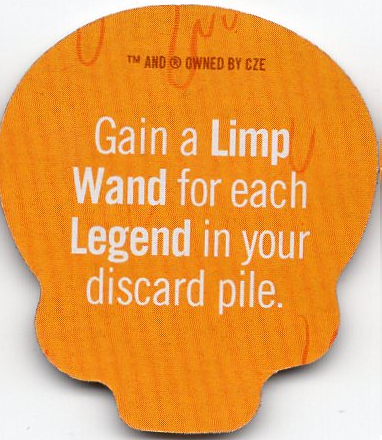 ™ AND ® OWNED BY CZE
Gain a Limp
Wand for each
Legend in your
discard pile.